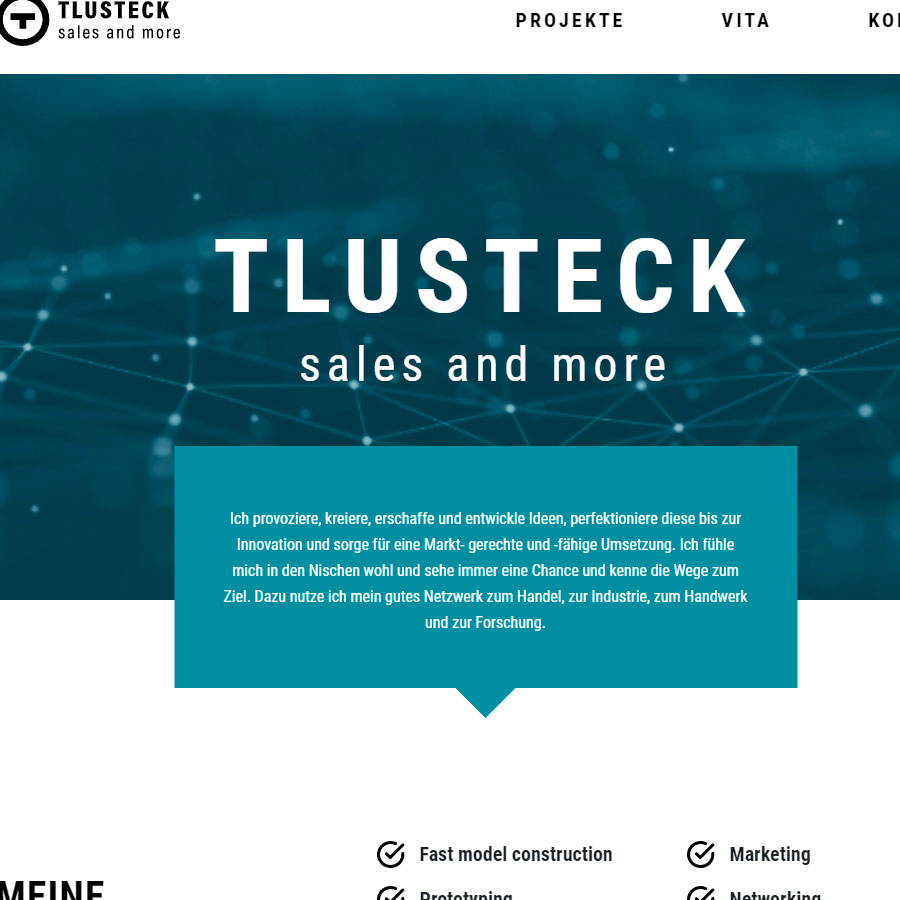 TLUSTECK
sales and more
PROJEKTE VITA
TLUSTECK
sales and more
Ich provoziere, kreiere, erschaffe und entwickle Ideen, perfektioniere diese bis zur
Innovation und sorge für eine Markt- gerechte und -fähige Umsetzung. Ich fühle
mich in den Nischen wohl und sehe immer eine Chance und kenne die Wege zum
Ziel. Dazu nutze ich mein gutes Netzwerk zum Handel, zur Industrie, zum Handwerk
und zur Forschung.
Fast model construction Marketing
MEINE
Prototyping Networking